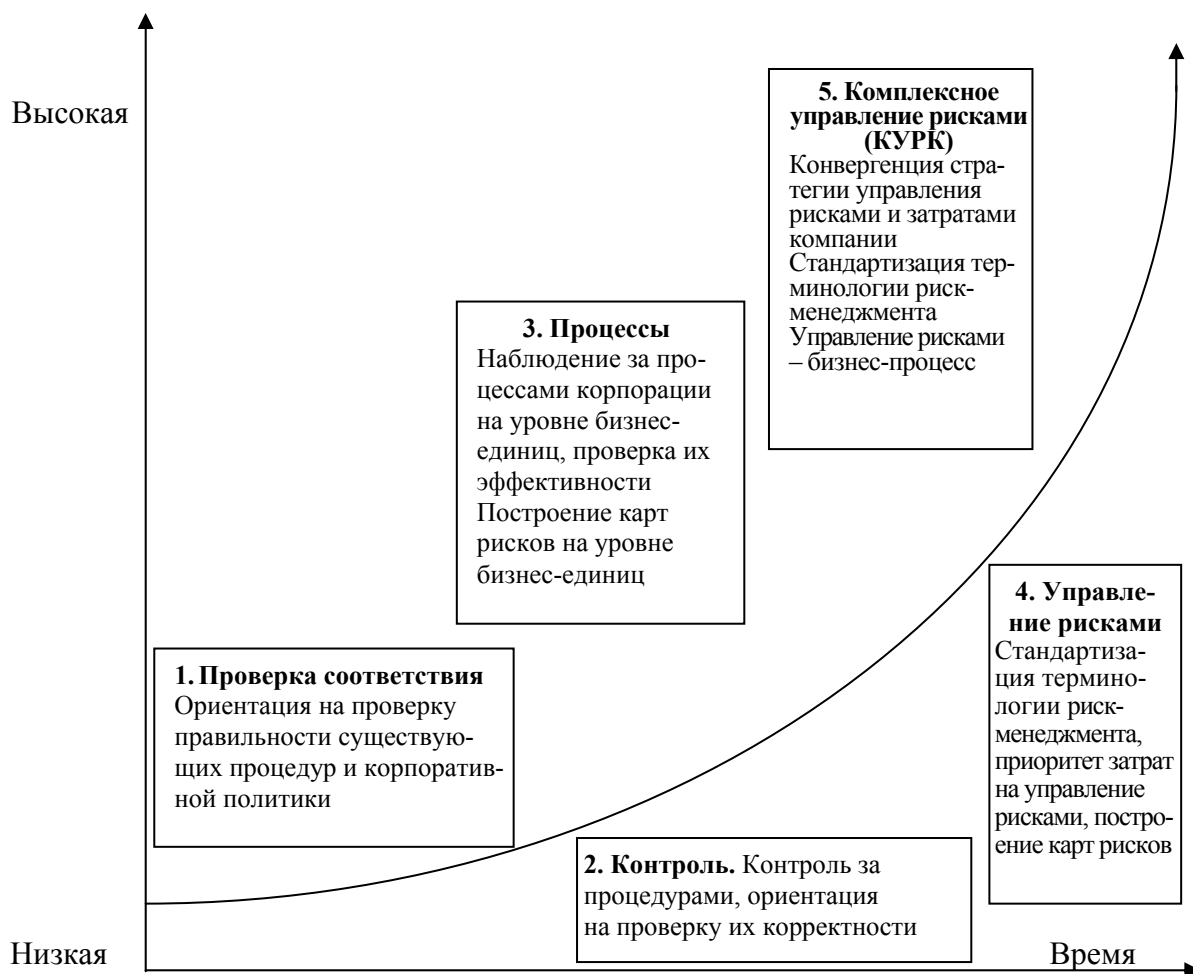 Высокая
5. Комплексное
управление рисками
(КУРК)
Конвергенция стра-
тегии управления
рисками и затратами
компании
Стандартизация тер-
минологии риск-
менеджмента
Управление рисками
– бизнес-процесс
3. Процессы
Наблюдение за про-
цессами корпорации
на уровне бизнес-
единиц, проверка их
эффективности
Построение карт
рисков на уровне
бизнес-единиц
4. Управле-
ние рисками
Стандартиза-
ция термино-
логии риск-
менеджмента,
приоритет затрат
на управление
рисками, постро-
ение карт рисков
1. Проверка соответствия
Ориентация на проверку
правильности существую-
щих процедур и корпоратив-
ной политики
2. Контроль. Контроль за
процедурами, ориентация
на проверку их корректности
Низкая
Время